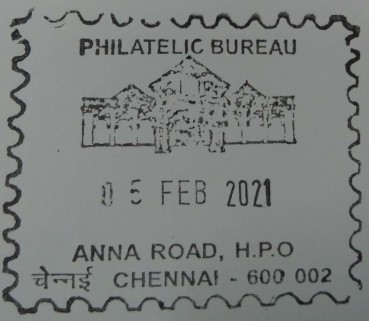 PHILATELIC BUREAU
05 FEB 2021
ANNA ROAD, H.P.O
चेन्नई CHENNAI - 600 002